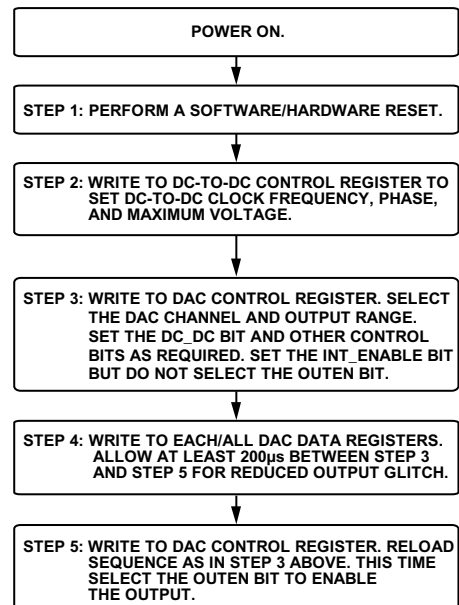 POWER ON.
STEP 1: PERFORM A SOFTWARE/HARDWARE RESET.
STEP 2: WRITE TO DC-TO-DC CONTROL REGISTER TO
SET DC-TO-DC CLOCK FREQUENCY, PHASE,
AND MAXIMUM VOLTAGE.
STEP 3: WRITE TO DAC CONTROL REGISTER. SELECT
THE DAC CHANNEL AND OUTPUT RANGE.
SET THE DC_DC BIT AND OTHER CONTROL
BITS AS REQUIRED. SET THE INT_ENABLE BIT
BUT DO NOT SELECT THE OUTEN BIT.
STEP 4: WRITE TO EACH/ALL DAC DATA REGISTERS.
ALLOW AT LEAST 200µs BETWEEN STEP 3
AND STEP 5 FOR REDUCED OUTPUT GLITCH.
STEP 5: WRITE TO DAC CONTROL REGISTER. RELOAD
SEQUENCE AS IN STEP 3 ABOVE. THIS TIME
SELECT THE OUTEN BIT TO ENABLE
THE OUTPUT.